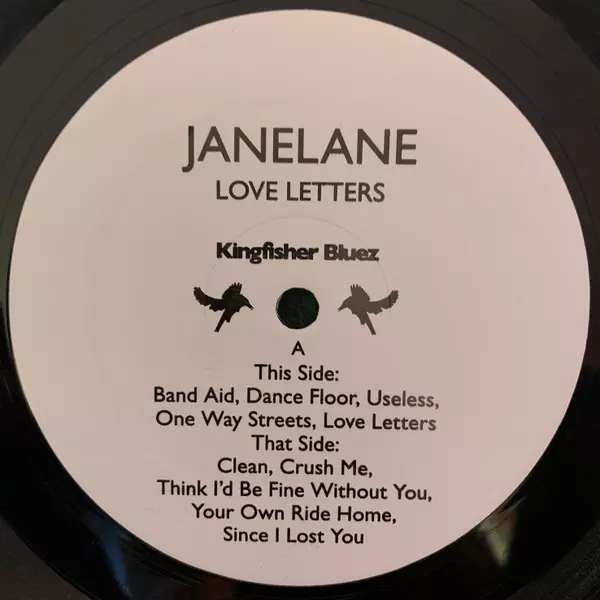 JANELANE
LOVE LETTERS
Kingfisher Bluez
A
This Side:
Band Aid, Dance Floor, Useless,
One Way Streets, Love Letters
That Side:
Clean, Crush Me,
Think I'd Be Fine Without You,
Your Own Ride Home,
Since I Lost You